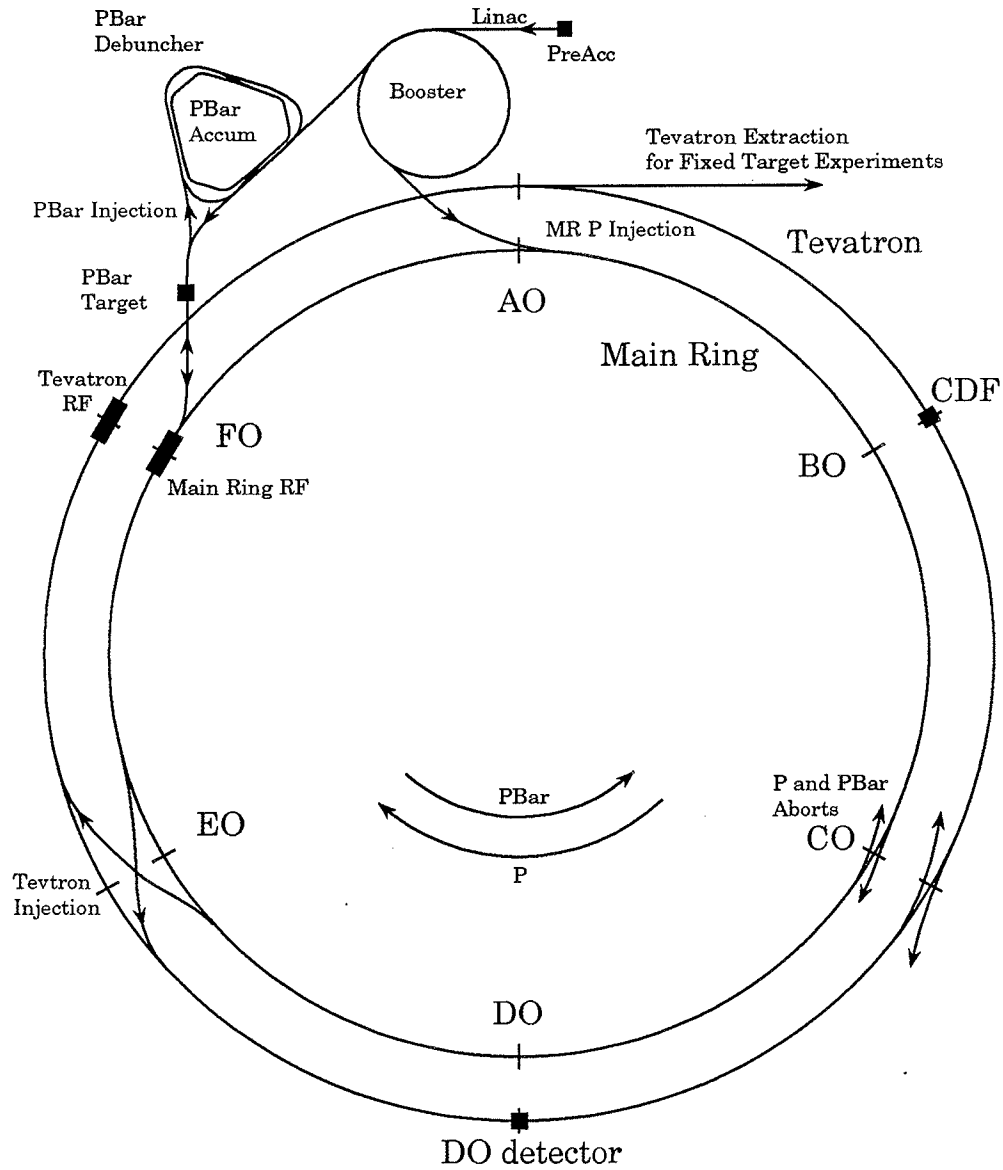 PBar
Debuncher
Linac
PreAcc
PBar
Accum
Booster
Tevatron Extraction
for Fixed Target Experiments
PBar Injection
MR P Injection
Tevatron
PBar
Target
AO
Main Ring
Tevatron
RF
CDF
FO
BO
Main Ring RF
PBar
P and PBar
Aborts
EO
CO
P
Tevtron
Injection
DO
DO detector